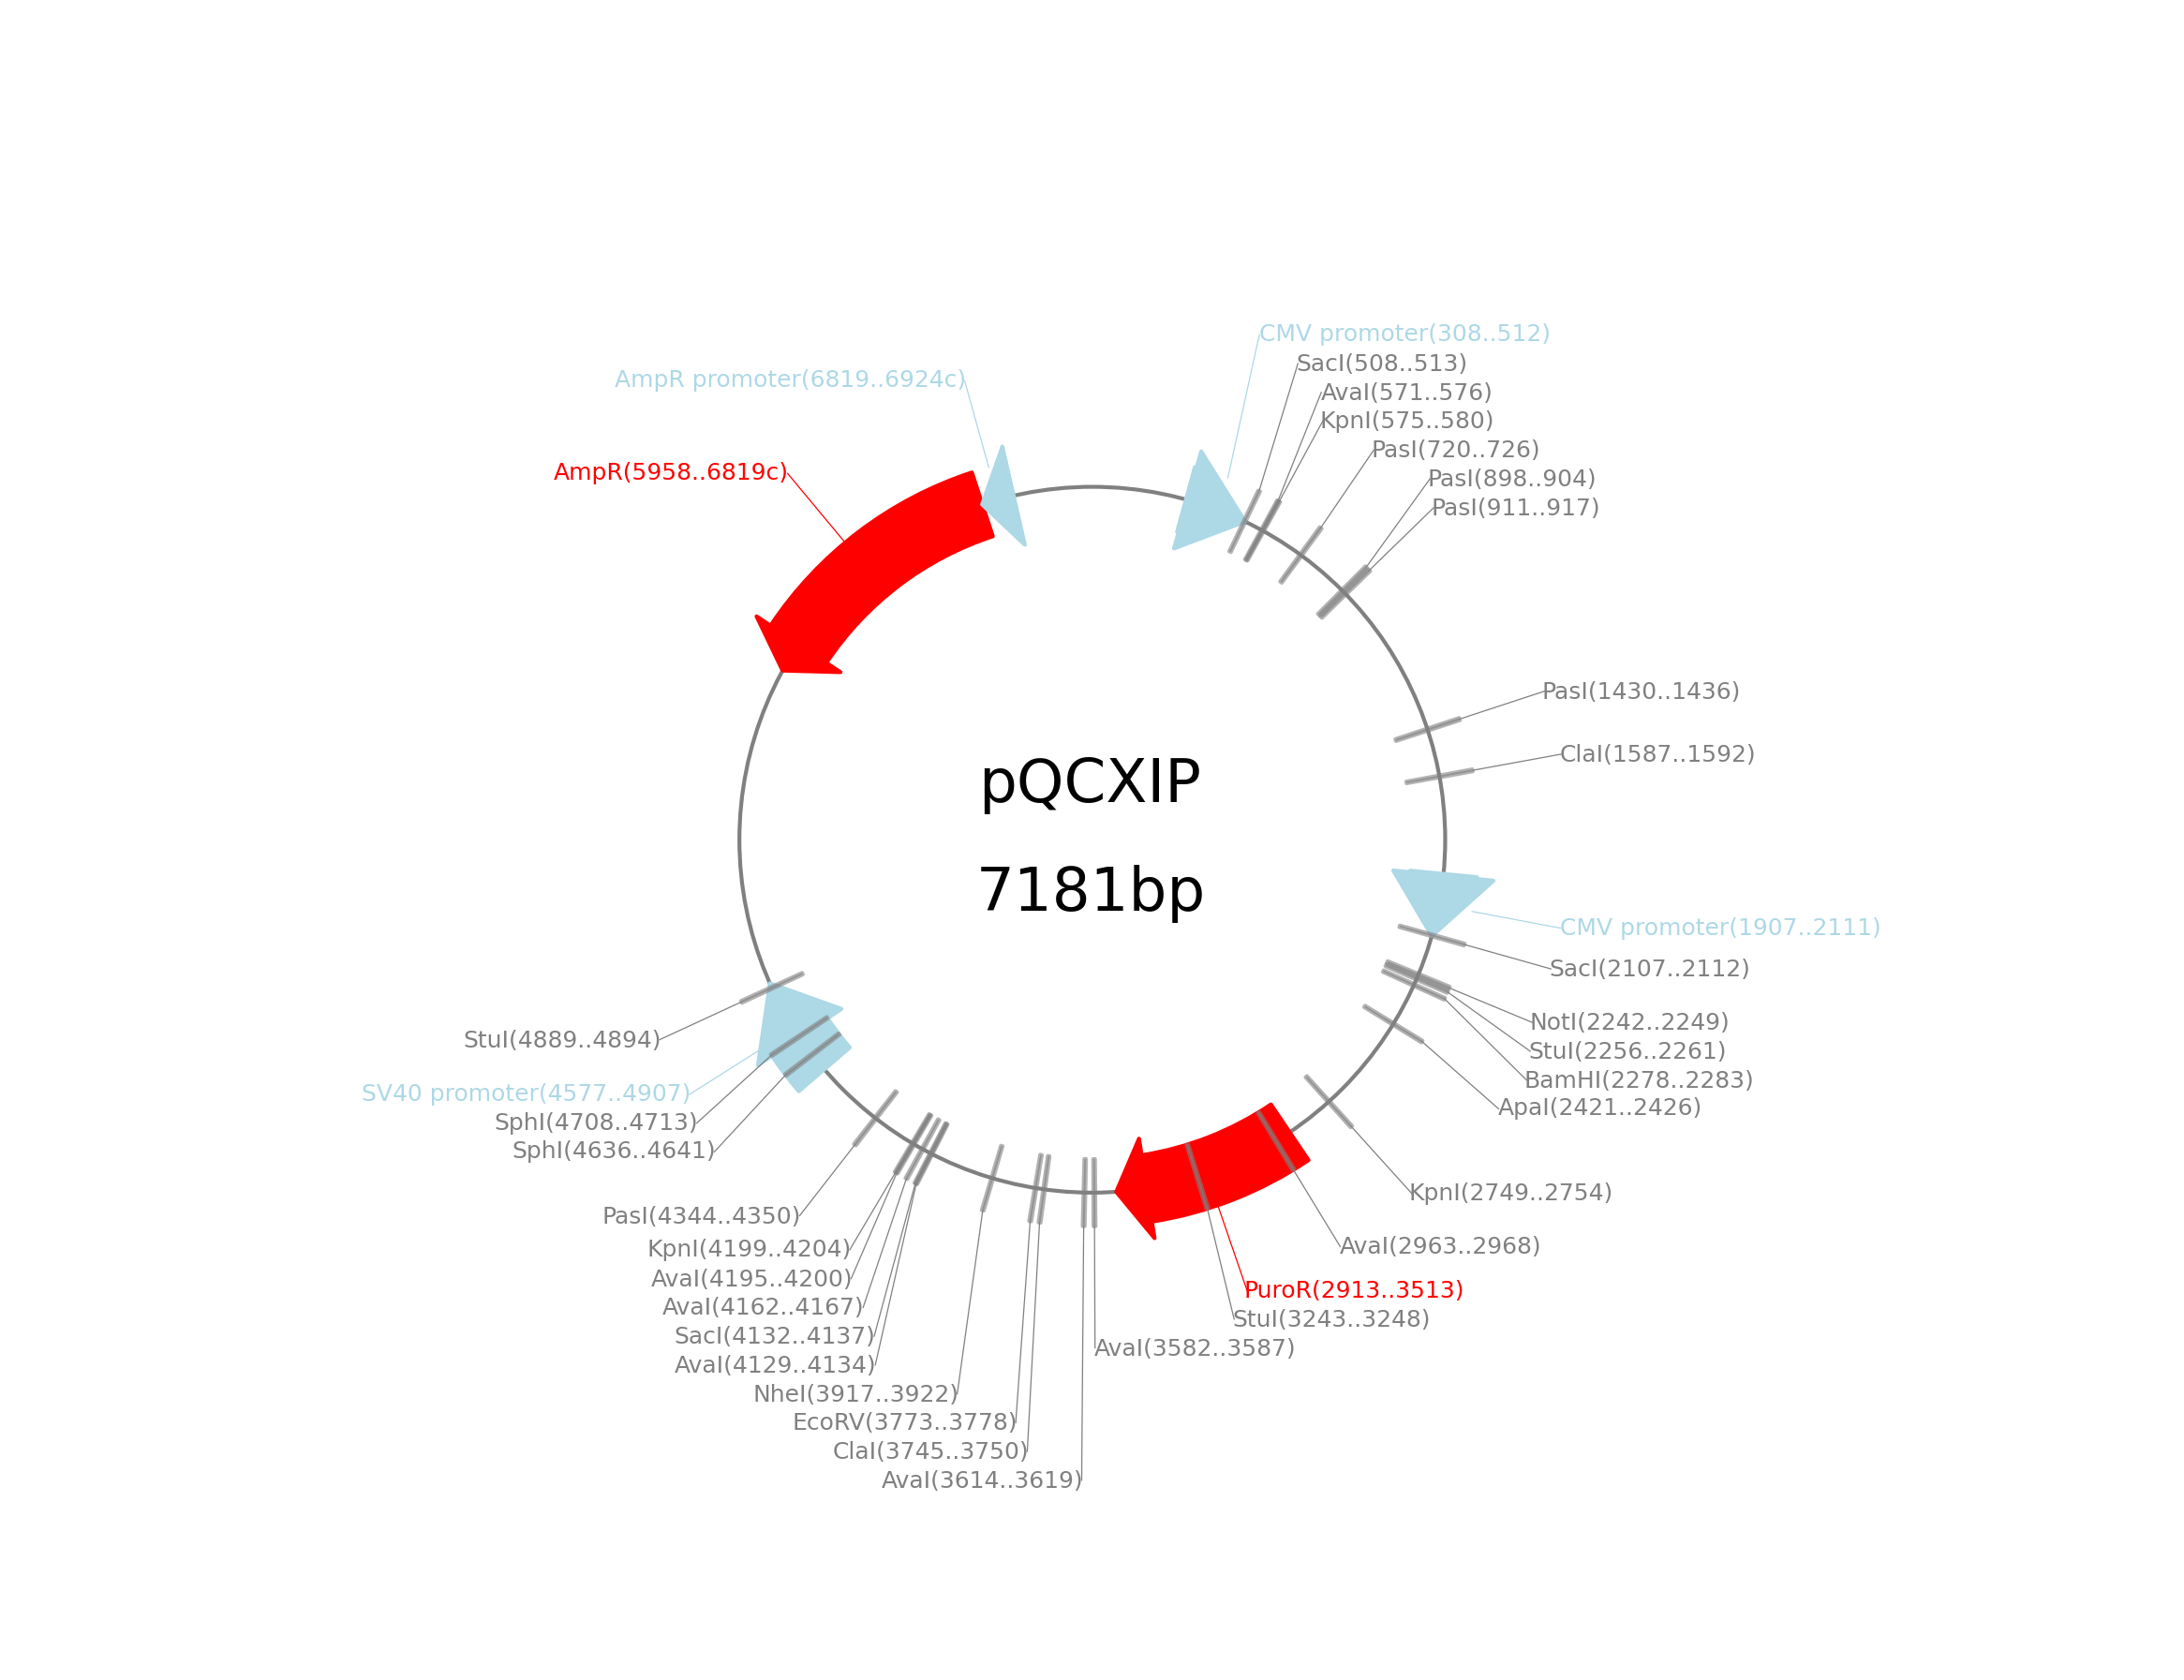 CMV promoter(308..512)
SacI(508..513)
AmpR promoter(6819..6924c)
AvaI(571..576)
KpnI(575..580)
PasI(720..726)
AmpR(5958..6819c)
PasI(898..904)
PasI(911..917)
PasI(1430..1436)
ClaI(1587..1592)
pQCXIP
7181bp
CMV promoter(1907..2111)
SacI(2107..2112)
NotI(2242..2249)
StuI(4889..4894)
StuI(2256..2261)
BamHI(2278..2283)
SV40 promoter(4577..4907)
ApaI(2421..2426)
SphI(4708..4713)
SphI(4636..4641)
KpnI(2749..2754)
PasI(4344..4350)
AvaI(2963..2968)
KpnI(4199..4204)
AvaI(4195..4200)
PuroR(2913..3513)
AvaI(4162..4167)
StuI(3243..3248)
SacI(4132..4137)
AvaI(3582..3587)
AvaI(4129..4134)
NheI(3917..3922)
EcoRV(3773..3778)
ClaI(3745..3750)
AvaI(3614..3619)